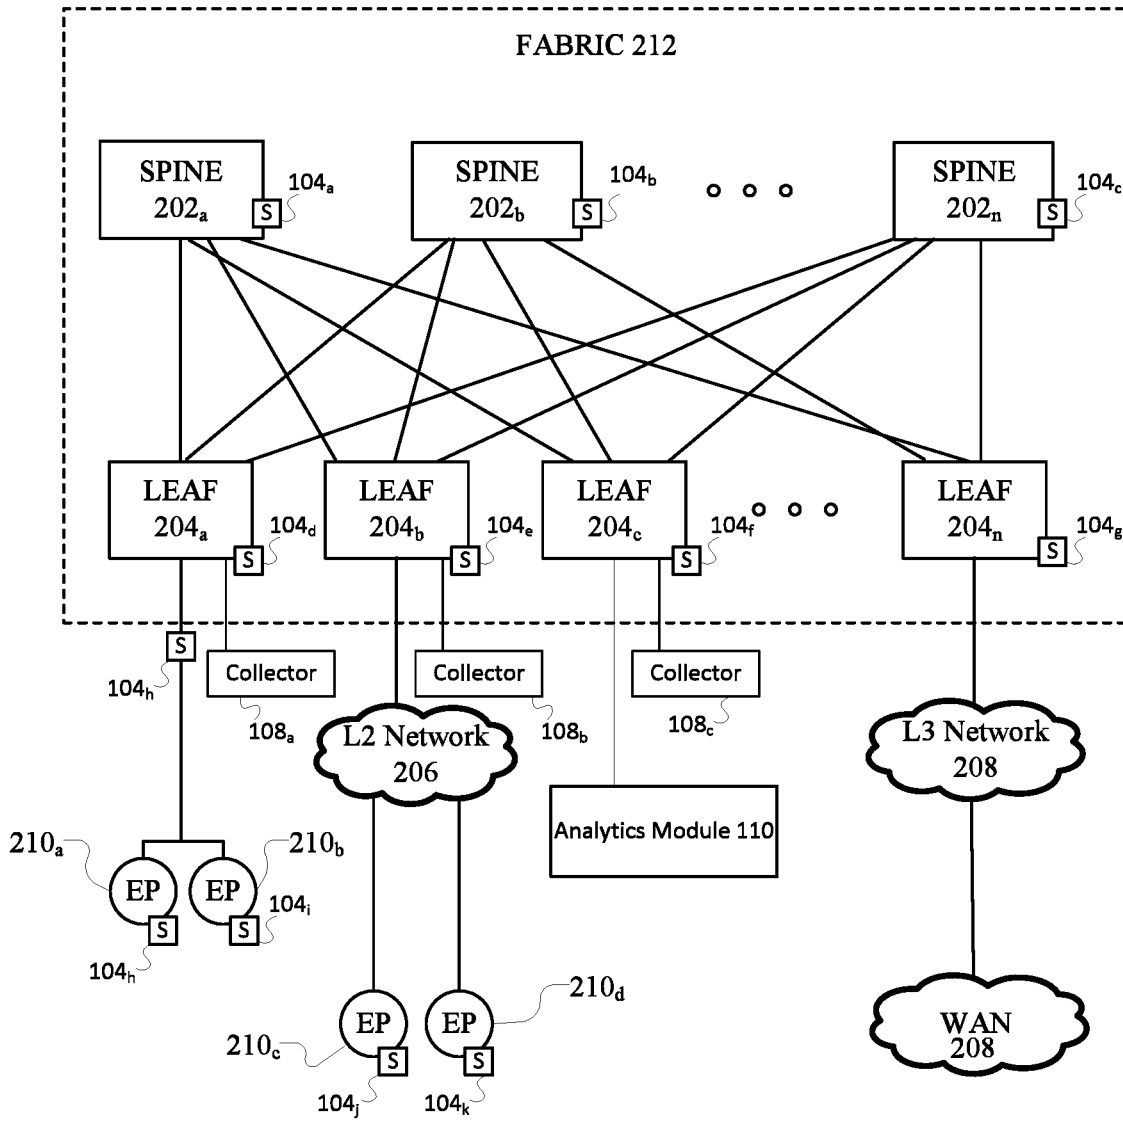 FABRIC 212
SPINE
202a
S
104a
SPINE
202b
S
104b
SPINE
202n
S
104c
LEAF
204a
S
104d
LEAF
204b
S
104e
LEAF
204c
S
104f
LEAF
204n
S
104g
S
104h
Collector
108a
Collector
108b
Collector
108c
L2 Network
206
L3 Network
208
Analytics Module 110
210a
EP
S
104h
210b
EP
S
104i
210c
EP
S
104j
210d
EP
S
104k
WAN
208